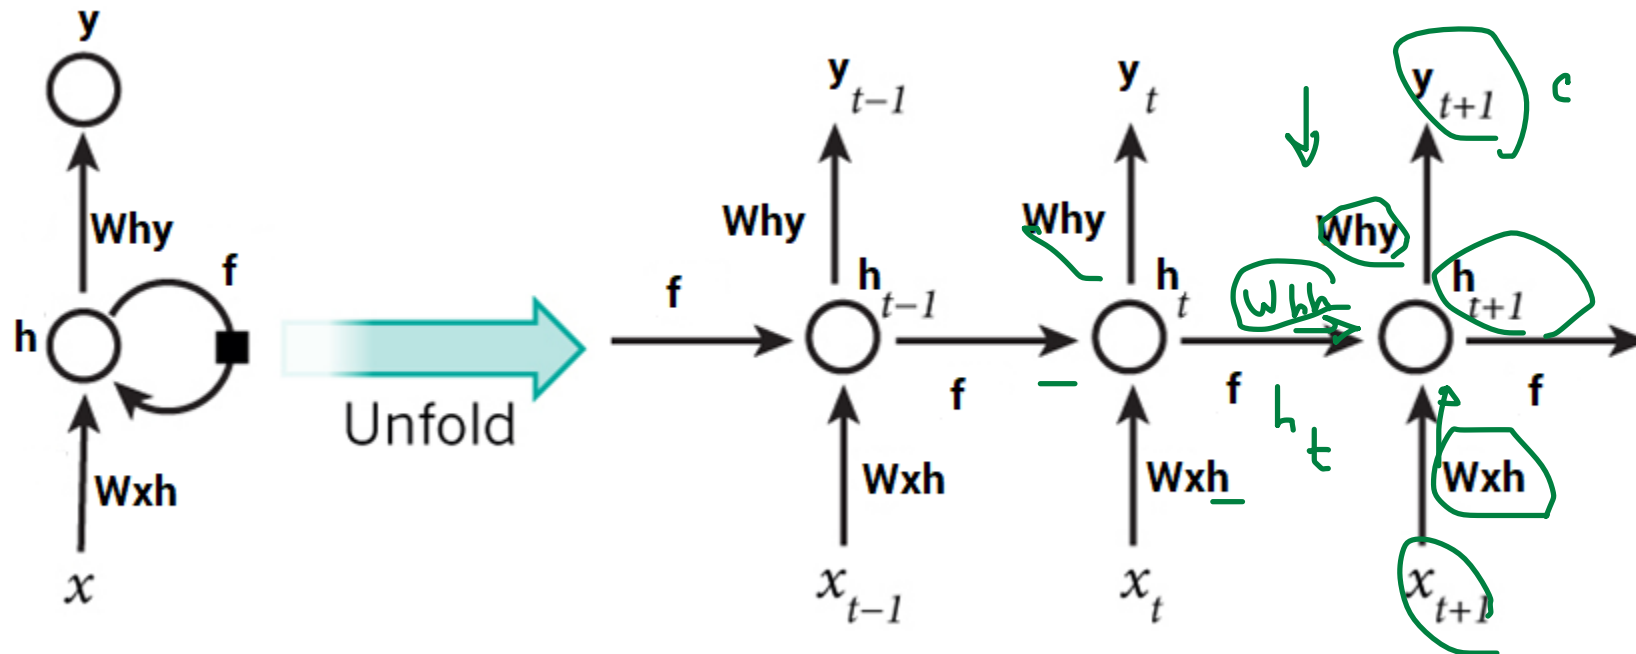 y
Why
f
h
Wxh
x
Unfold
y t−1
y t
y t+1
c
Why
Why
Why
f
h t−1
h t
Whh
h t+1
f
f
h t
f
Wxh
Wxh
Wxh
x t−1
x t
x t+1